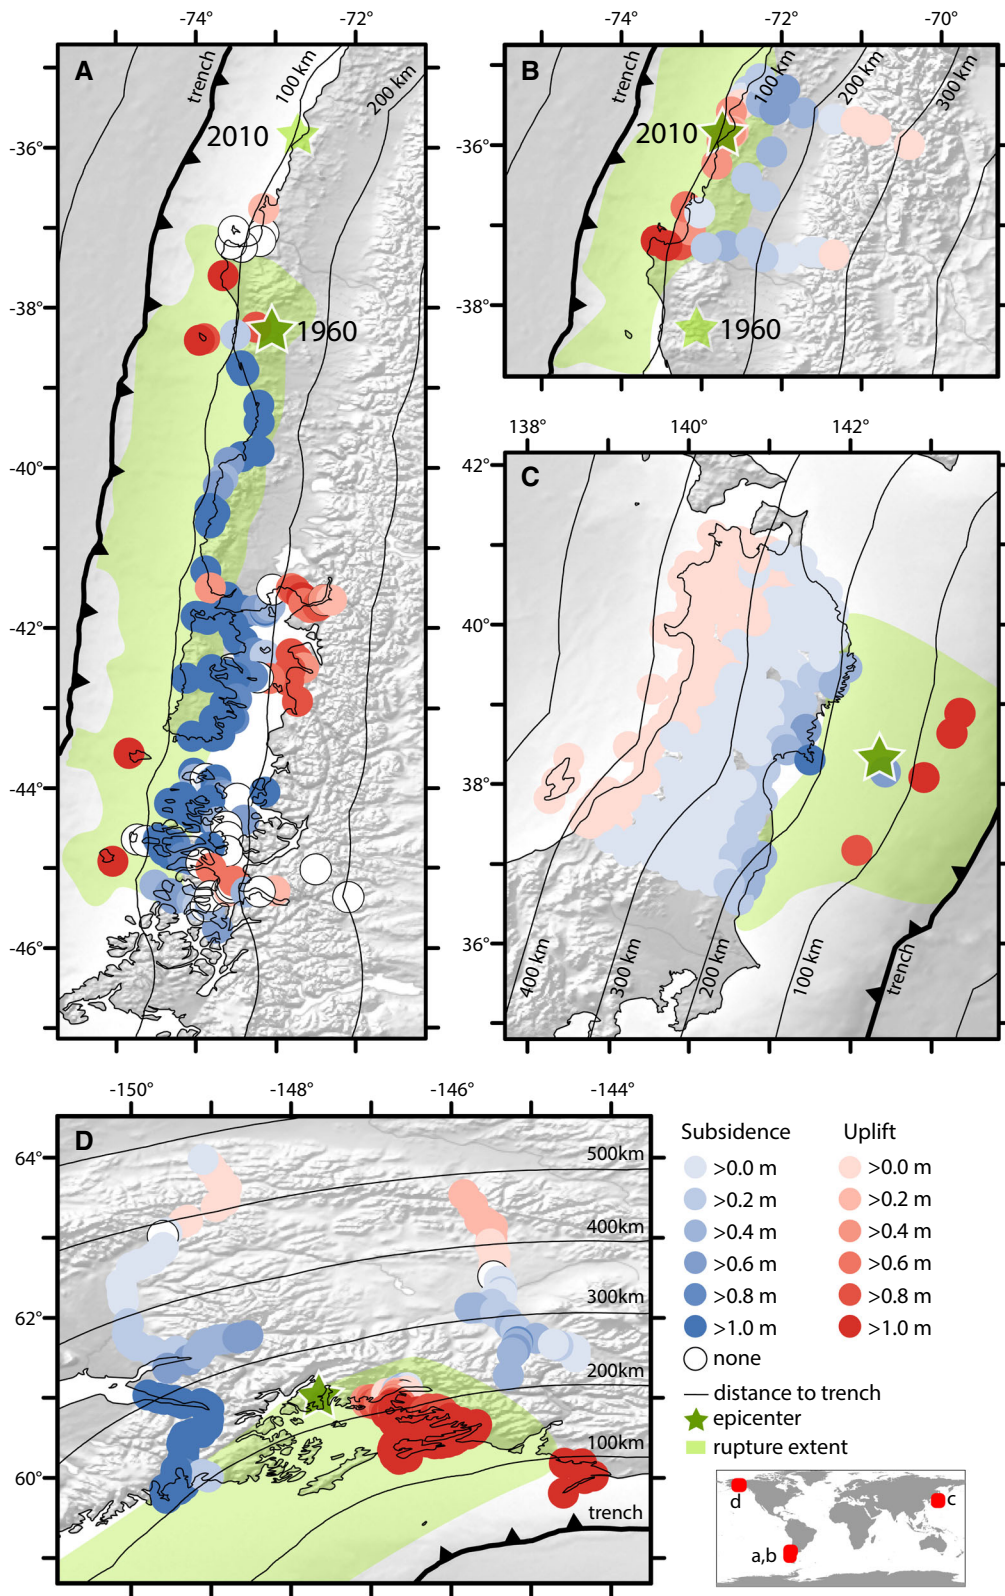 -74°
-72°
A
trench
100 km
200 km
2010
1960
-36°
-38°
-40°
-42°
-44°
-46°
-74°
-72°
-70°
B
trench
100 km
200 km
300 km
2010
1960
-36°
-38°
138°
140°
142°
C
42°
40°
38°
36°
400 km
300 km
200 km
100 km
trench
-150°
-148°
-146°
-144°
D
64°
62°
60°
500km
400km
300km
200km
100km
trench
Subsidence
Uplift
>0.0 m
>0.0 m
>0.2 m
>0.2 m
>0.4 m
>0.4 m
>0.6 m
>0.6 m
>0.8 m
>0.8 m
>1.0 m
>1.0 m
none
distance to trench
epicenter
rupture extent
d
c
a,b